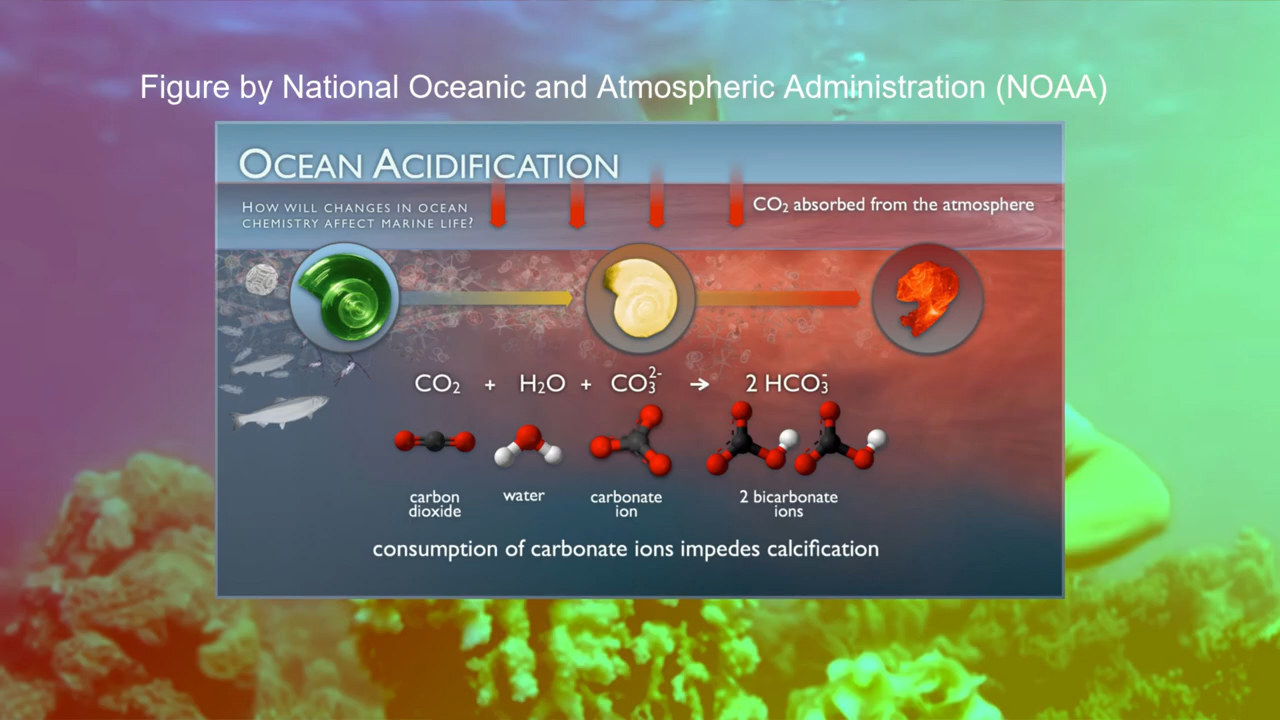 Figure by National Oceanic and Atmospheric Administration (NOAA)
OCEAN ACIDIFICATION
HOW WILL CHANGES IN OCEAN
CHEMISTRY AFFECT MARINE LIFE?
CO₂ absorbed from the atmosphere
CO₂ + H₂O + CO₃²⁻ → 2 HCO₃⁻
carbon dioxide
water
carbonate ion
2 bicarbonate ions
consumption of carbonate ions impedes calcification